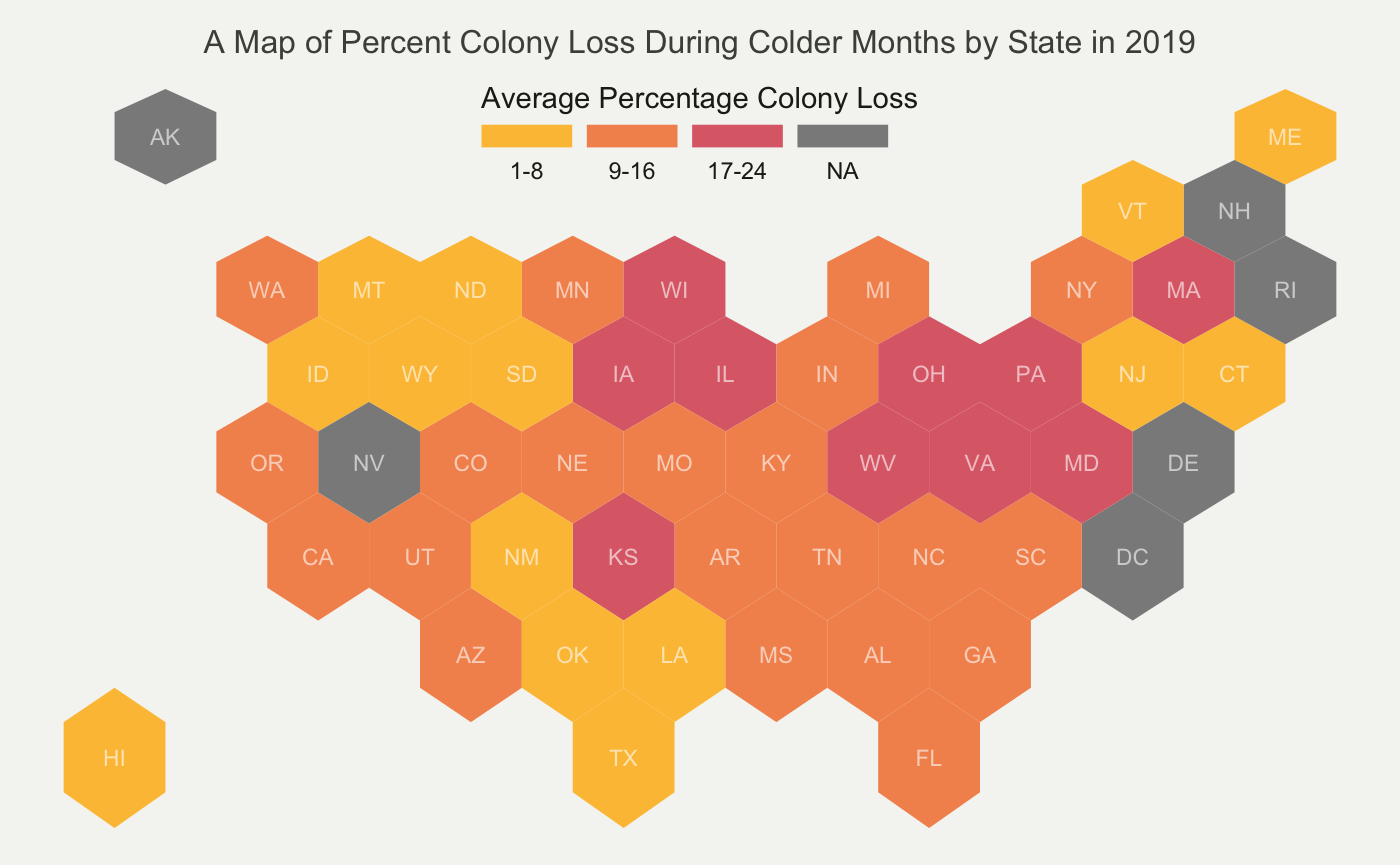 A Map of Percent Colony Loss During Colder Months by State in 2019
Average Percentage Colony Loss
1-8 9-16 17-24 NA
AK ME
VT NH
WA MT ND MN WI MI NY MA RI
ID WY SD IA IL IN OH PA NJ CT
OR NV CO NE MO KY WV VA MD DE
CA UT NM KS AR TN NC SC DC
AZ OK LA MS AL GA
HI TX FL